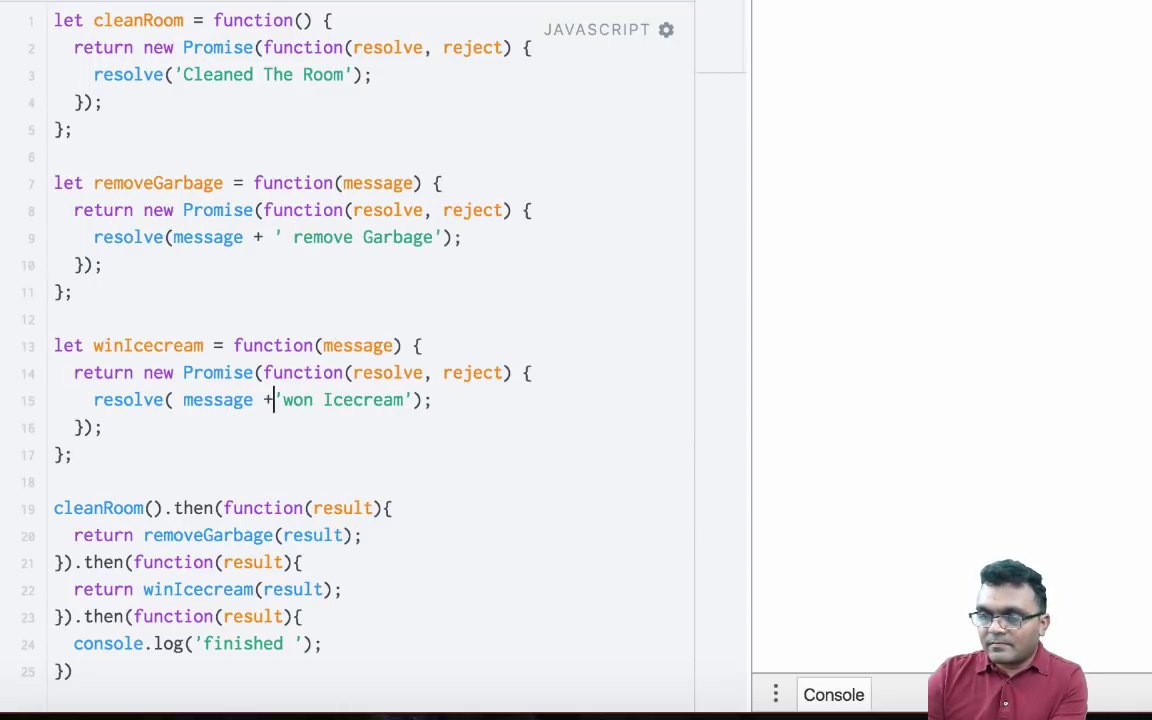 1 let cleanRoom = function() {
JAVASCRIPT
2 return new Promise(function(resolve, reject) {
3 resolve('Cleaned The Room');
4 });
5 };
6
7 let removeGarbage = function(message) {
8 return new Promise(function(resolve, reject) {
9 resolve(message + ' remove Garbage');
10 });
11 };
12
13 let winIcecream = function(message) {
14 return new Promise(function(resolve, reject) {
15 resolve( message +'won Icecream');
16 });
17 };
18
19 cleanRoom().then(function(result){
20 return removeGarbage(result);
21 }).then(function(result){
22 return winIcecream(result);
23 }).then(function(result){
24 console.log('finished ');
25 })
Console